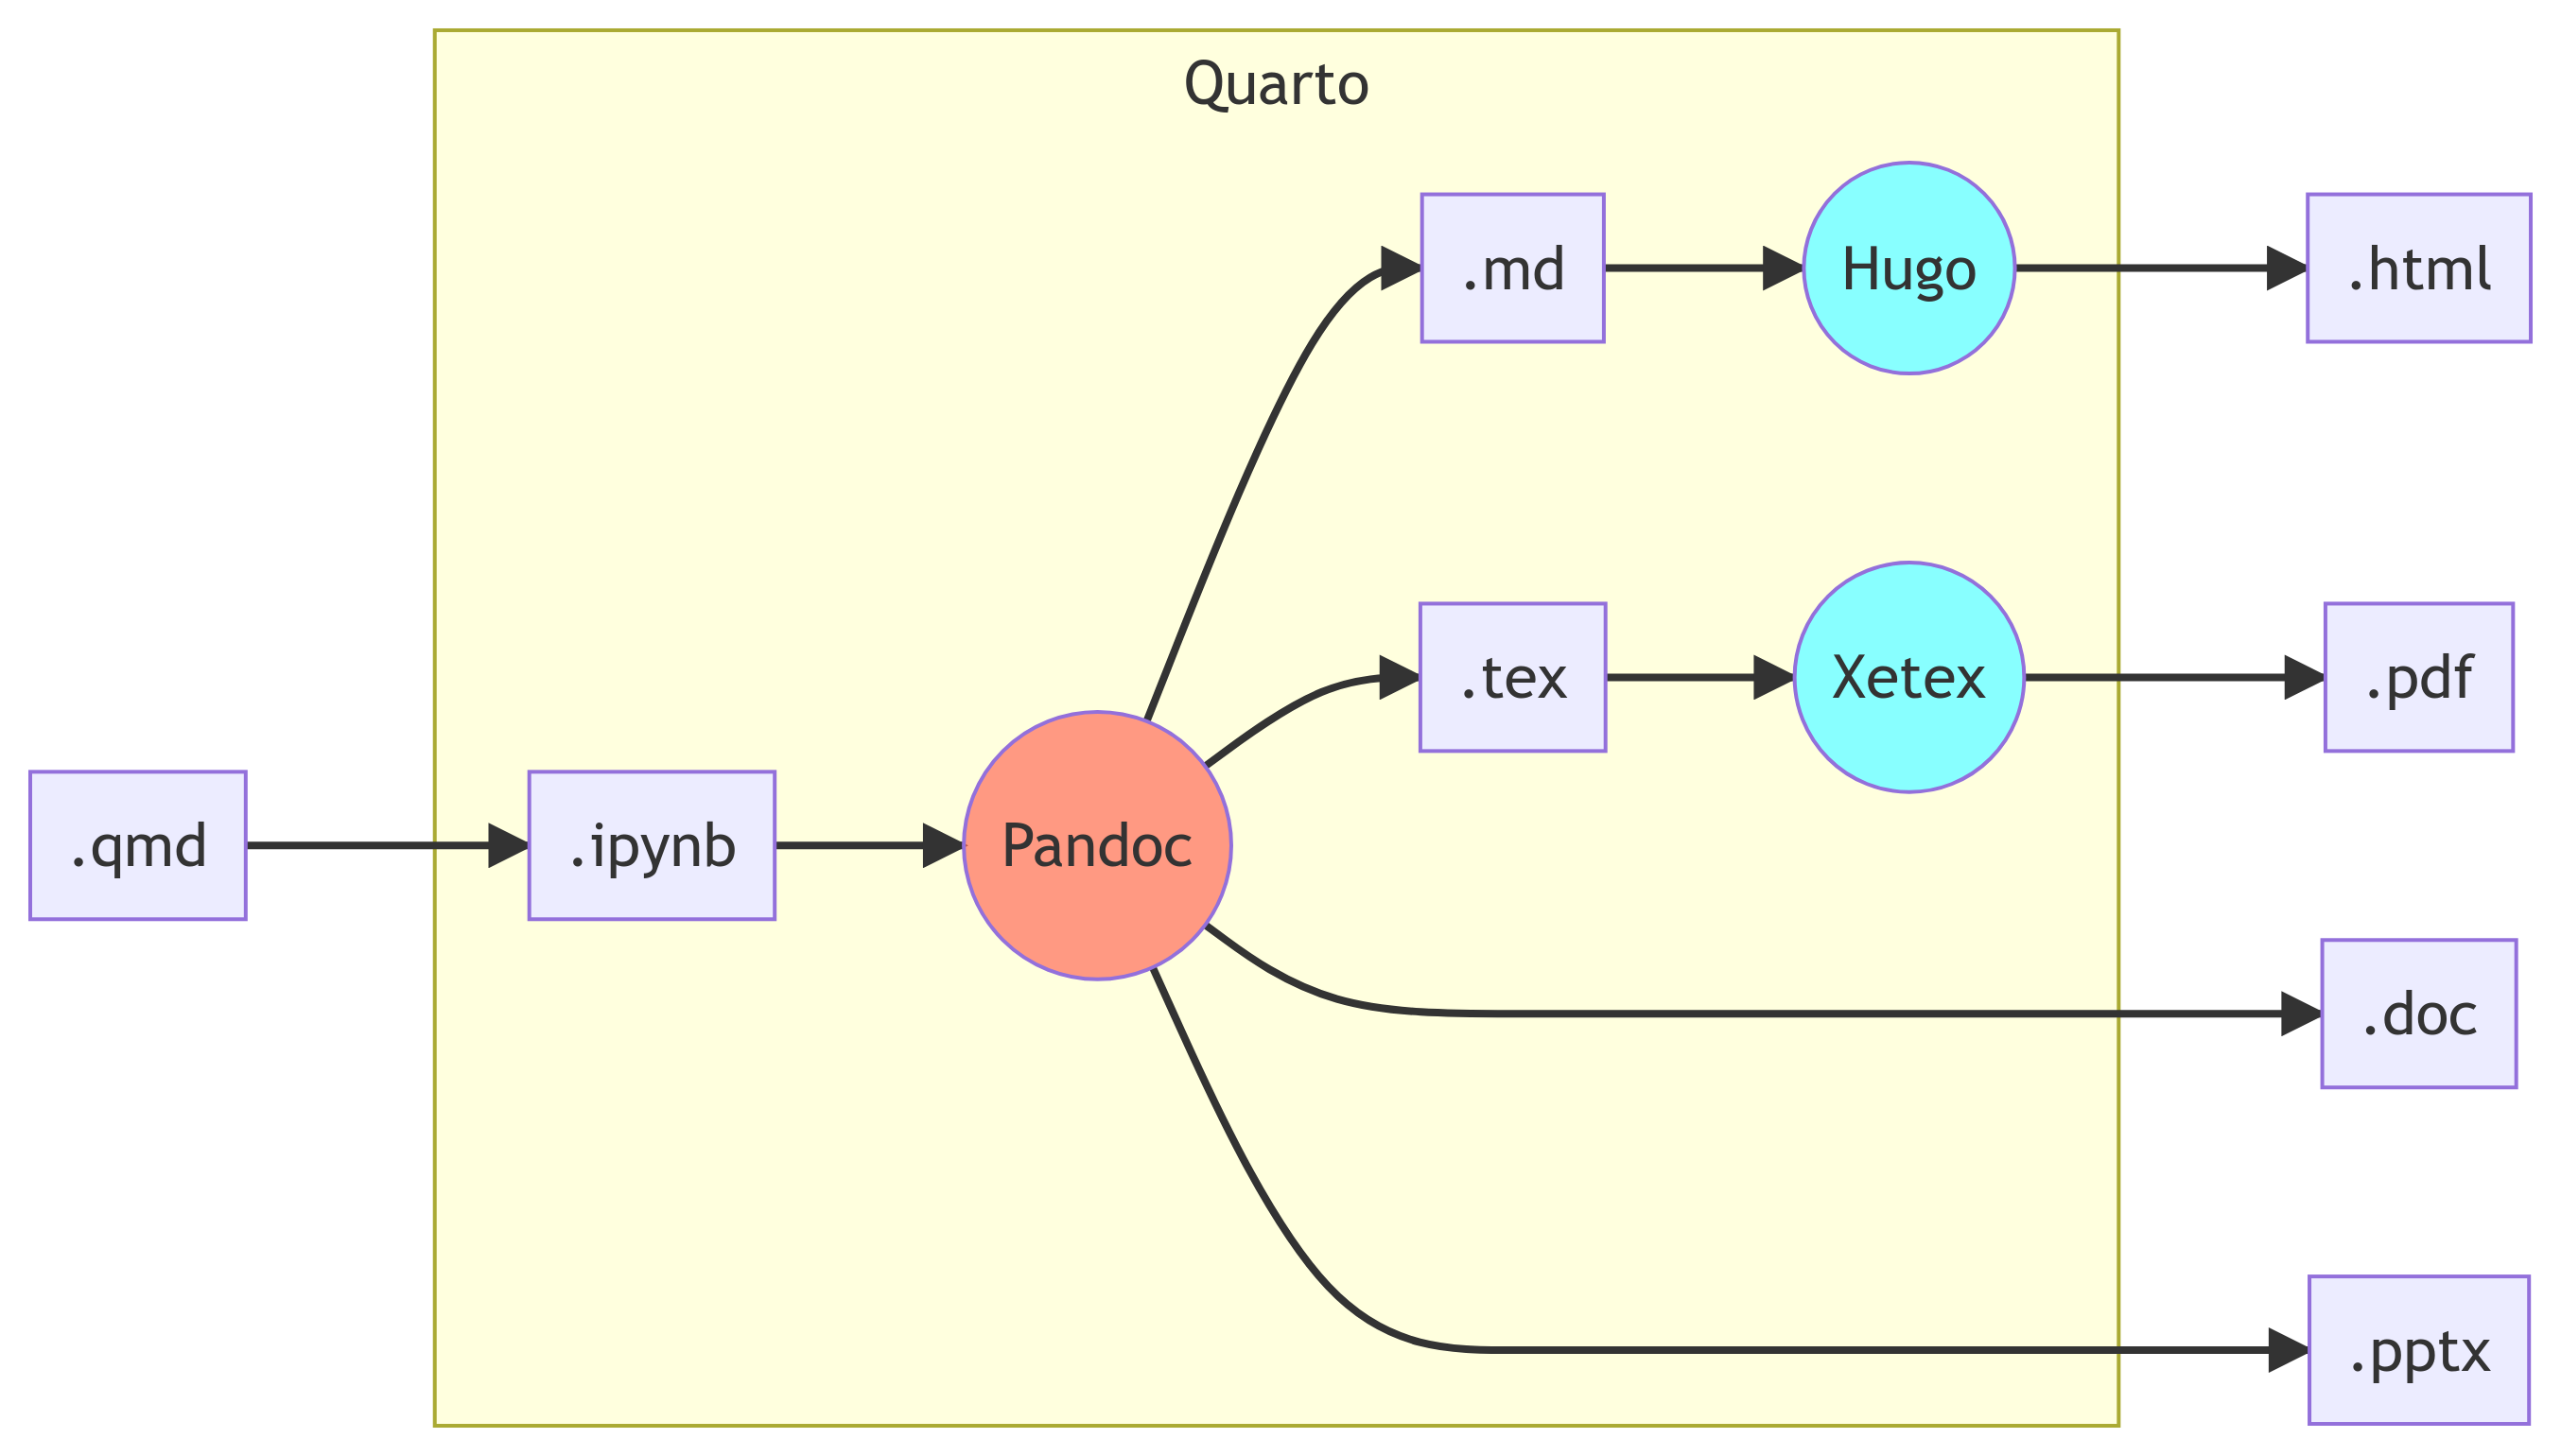 Quarto
.md
Hugo
.html
.tex
Xetex
.pdf
.qmd
.ipynb
Pandoc
.doc
.pptx